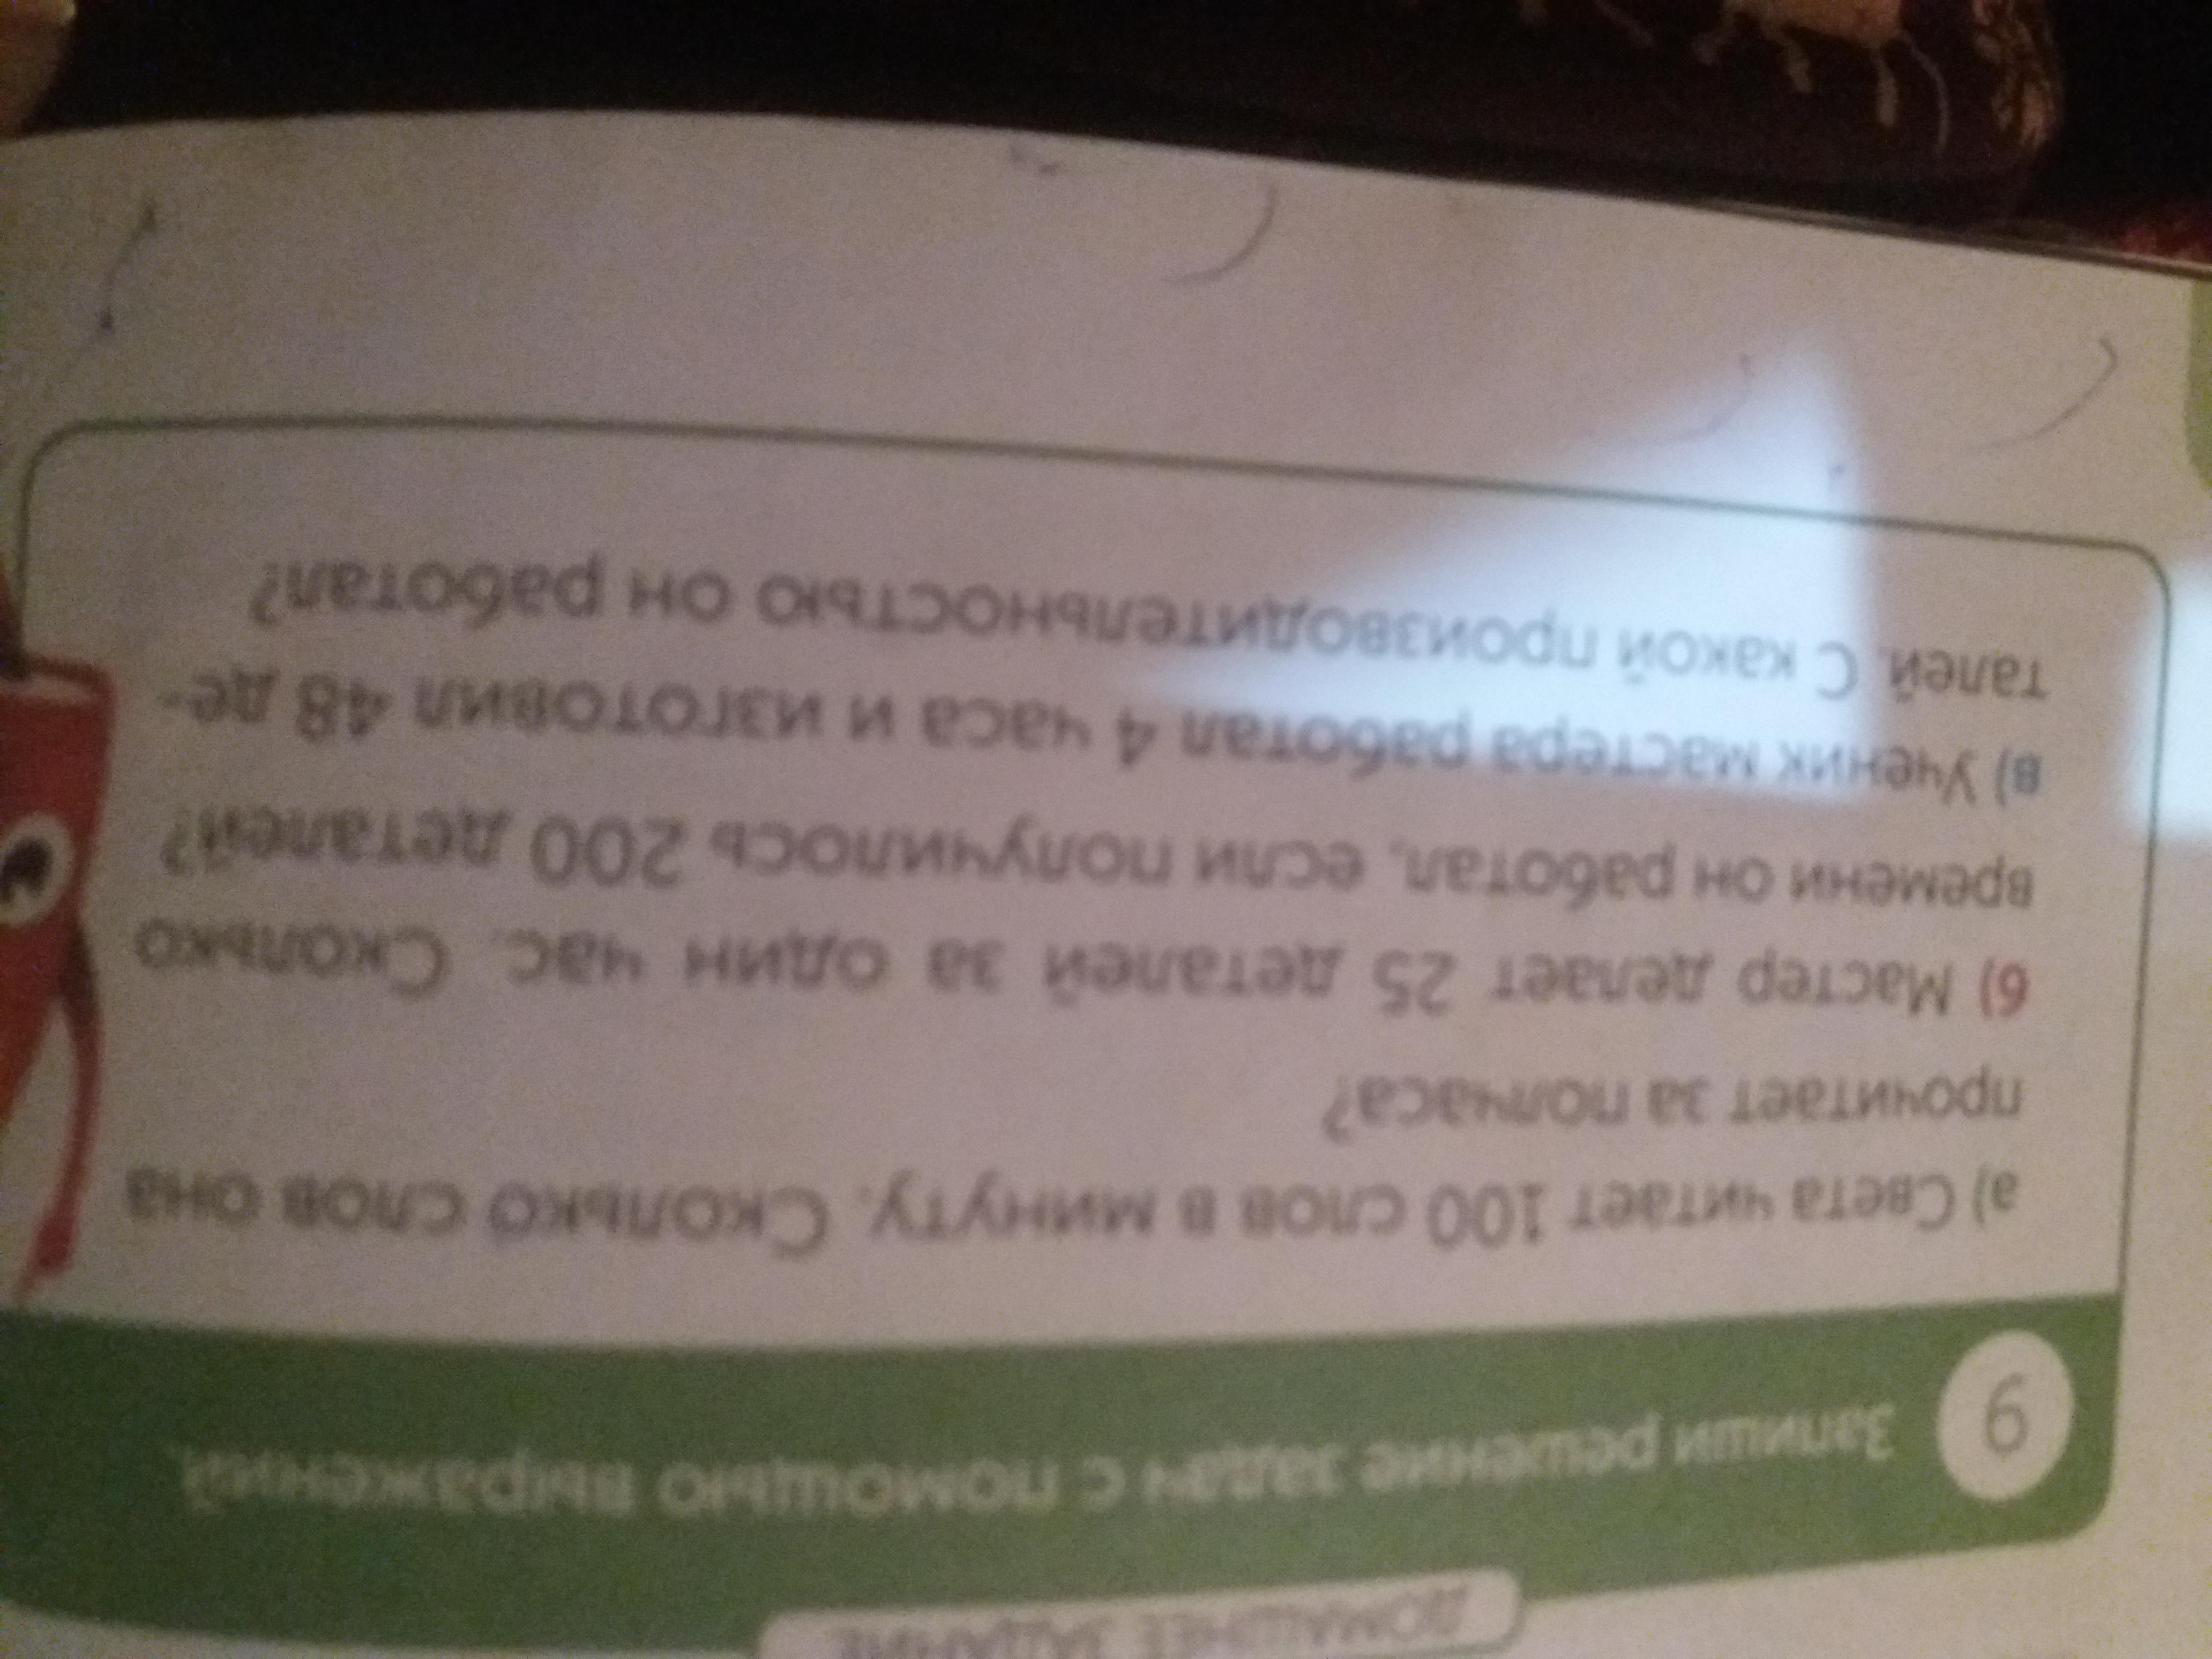 ДОМАШНЕЕ ЗАДАНИЕ
9
Запиши решение задач с помощью выражений.
а) Света читает 100 слов в минуту. Сколько слов она
прочитает за полчаса?
б) Мастер делает 25 деталей за один час. Сколько
времени он работал, если получилось 200 деталей?
в) Ученик мастера работал 4 часа и изготовил 48 де-
талей. С какой производительностью он работал?